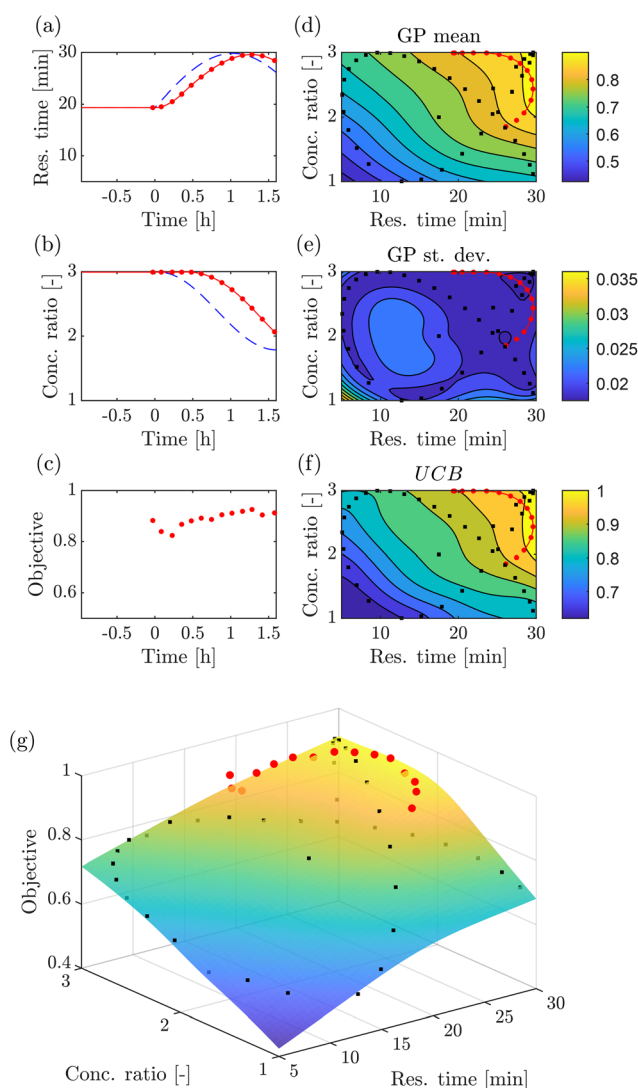 (a)
Res. time [min]
30
20
10
-0.5 0 0.5 1 1.5
Time [h]
(d)
GP mean
Conc. ratio [-]
3
2
1
10 20 30
Res. time [min]
0.8
0.7
0.6
0.5
(b)
Conc. ratio [-]
3
2
1
-0.5 0 0.5 1 1.5
Time [h]
(e)
GP st. dev.
Conc. ratio [-]
3
2
1
10 20 30
Res. time [min]
0.035
0.03
0.025
0.02
(c)
Objective
1
0.8
0.6
-0.5 0 0.5 1 1.5
Time [h]
(f)
UCB
Conc. ratio [-]
3
2
1
10 20 30
Res. time [min]
1
0.9
0.8
0.7
(g)
Objective
1
0.8
0.6
0.4
3
2
1
Conc. ratio [-]
5
10
15
20
25
30
Res. time [min]